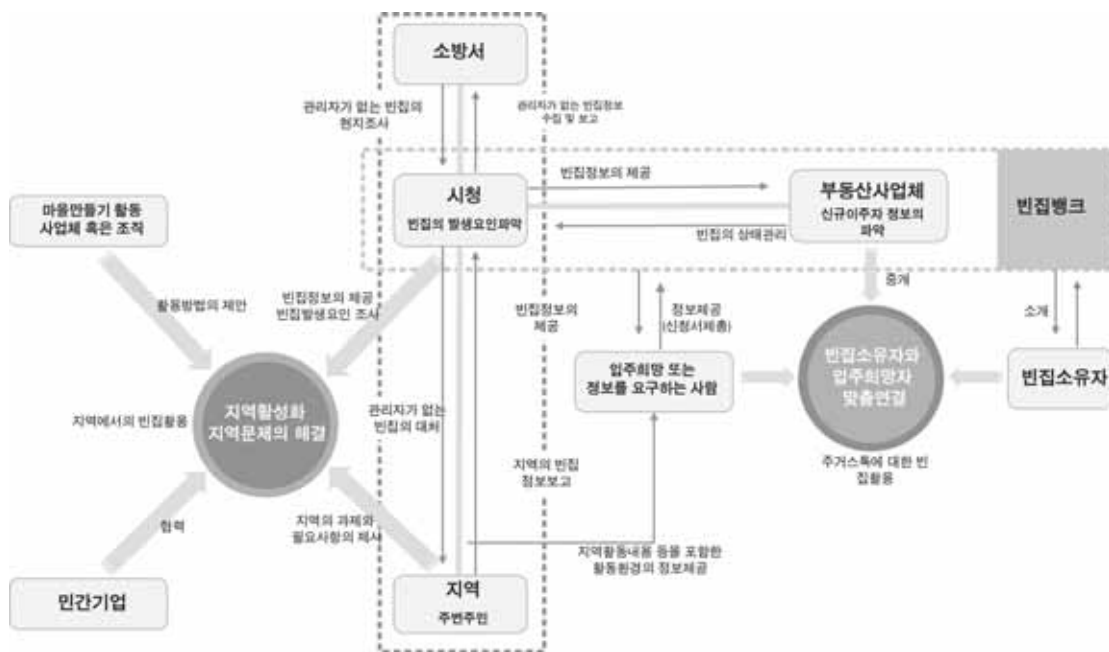 소방서
관리자가 없는 빈집의
현지조사
관리자가 없는 빈집정보
수집 및 보고
빈집정보의 제공
시청
빈집의 발생요인파악
부동산사업체
신규이주자 정보의
파악
빈집뱅크
마을만들기 활동
사업체 혹은 조직
빈집의 상태관리
중개
활용방법의 제안
빈집정보의 제공
빈집발생요인 조사
빈집정보의
제공
정보제공
(신청서제출)
소개
입주희망 또는
정보를 요구하는 사람
빈집소유자와
입주희망자
맞춤연결
빈집소유자
지역에서의 빈집활용
지역활성화
지역문제의 해결
관리자가 없는
빈집의 대처
지역의 빈집
정보보고
주거스톡에 대한 빈
집활용
협력
지역의 과제와
필요사항의 제시
지역활동내용 등을 포함한
활동환경의 정보제공
민간기업
지역
주변주민